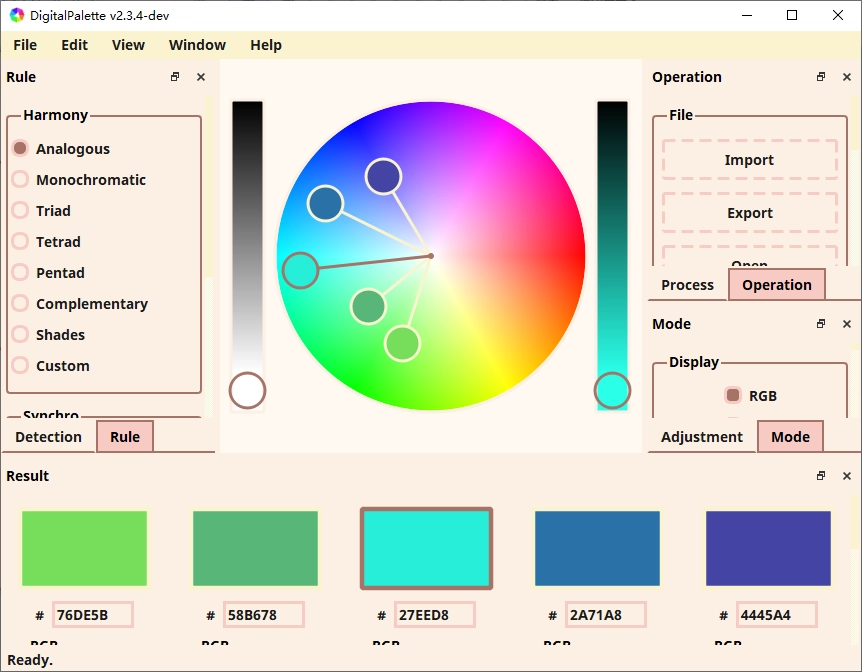 DigitalPalette v2.3.4-dev
File Edit View Window Help
Rule
Harmony
Analogous
Monochromatic
Triad
Tetrad
Pentad
Complementary
Shades
Custom
Synchro
Detection Rule
Operation
File
Import
Export
Open
Process Operation
Mode
Display
RGB
Adjustment Mode
Result
# 76DE5B # 58B678 # 27EED8 # 2A71A8 # 4445A4
RGB RGB RGB RGB RGB
Ready.